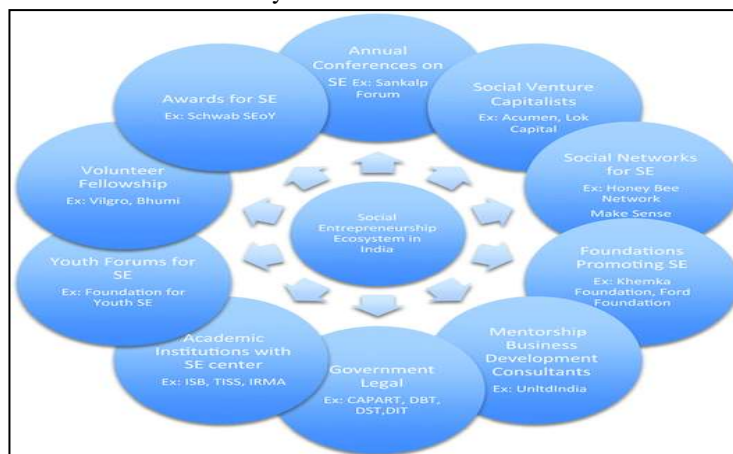 Annual
Conferences on
SE Ex: Sankalp
Forum
Social Venture
Capitalists
Ex: Acumen, Lok
Capital
Social Networks
for SE
Ex: Honey Bee
Network
Make Sense
Foundations
Promoting SE
Ex: Khemka
Foundation, Ford
Foundation
Mentorship
Business
Development
Consultants
Ex: UnltdIndia
Government
Legal
Ex: CAPART, DBT,
DST,DIT
Academic
Institutions with
SE center
Ex: ISB, TISS, IRMA
Youth Forums for
SE
Ex: Foundation for
Youth SE
Volunteer
Fellowship
Ex: Vilgro, Bhumi
Awards for SE
Ex: Schwab SEoY
Social
Entrepreneurship
Ecosystem in
India